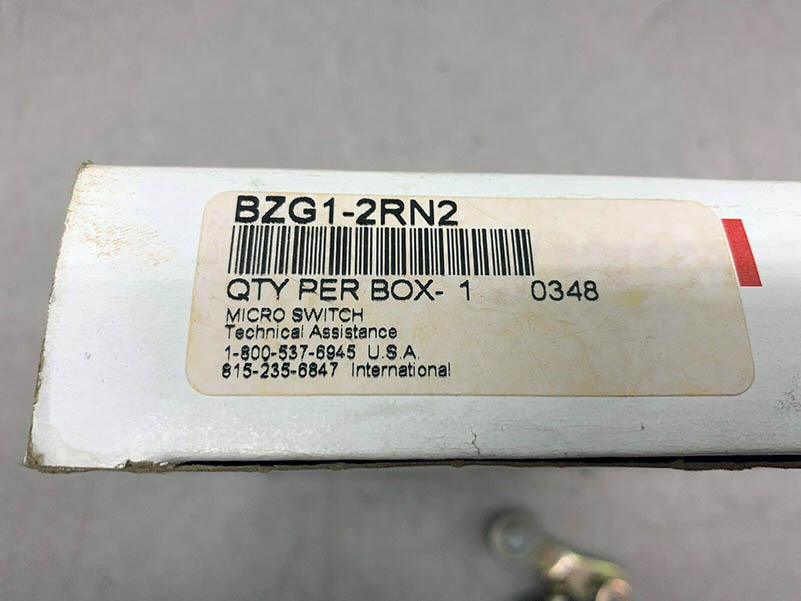 BZG1-2RN2
QTY PER BOX- 1 0348
MICRO SWITCH
Technical Assistance
1-800-537-6945 U.S.A.
815-235-6847 International